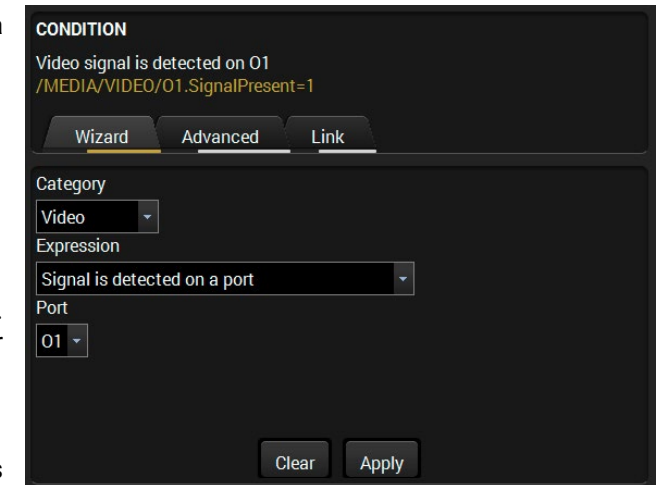 CONDITION
Video signal is detected on O1
/MEDIA/VIDEO/O1.SignalPresent=1
Wizard Advanced Link
Category
Video
Expression
Signal is detected on a port
Port
O1
Clear Apply